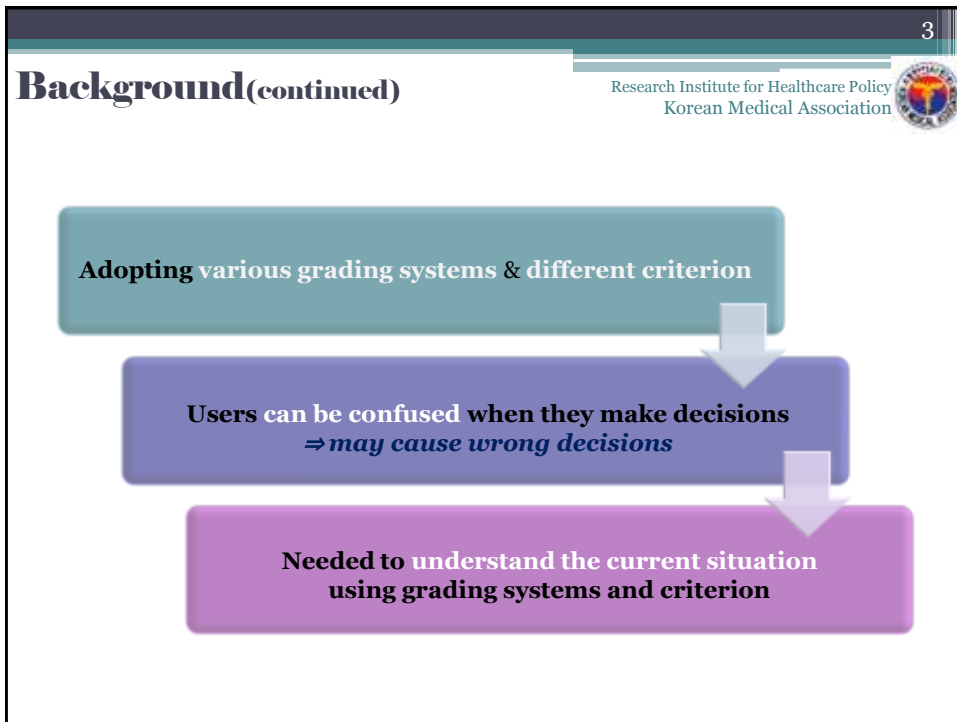 3
Background(continued)
Research Institute for Healthcare Policy
Korean Medical Association
Adopting various grading systems & different criterion
Users can be confused when they make decisions
⇒ may cause wrong decisions
Needed to understand the current situation
using grading systems and criterion